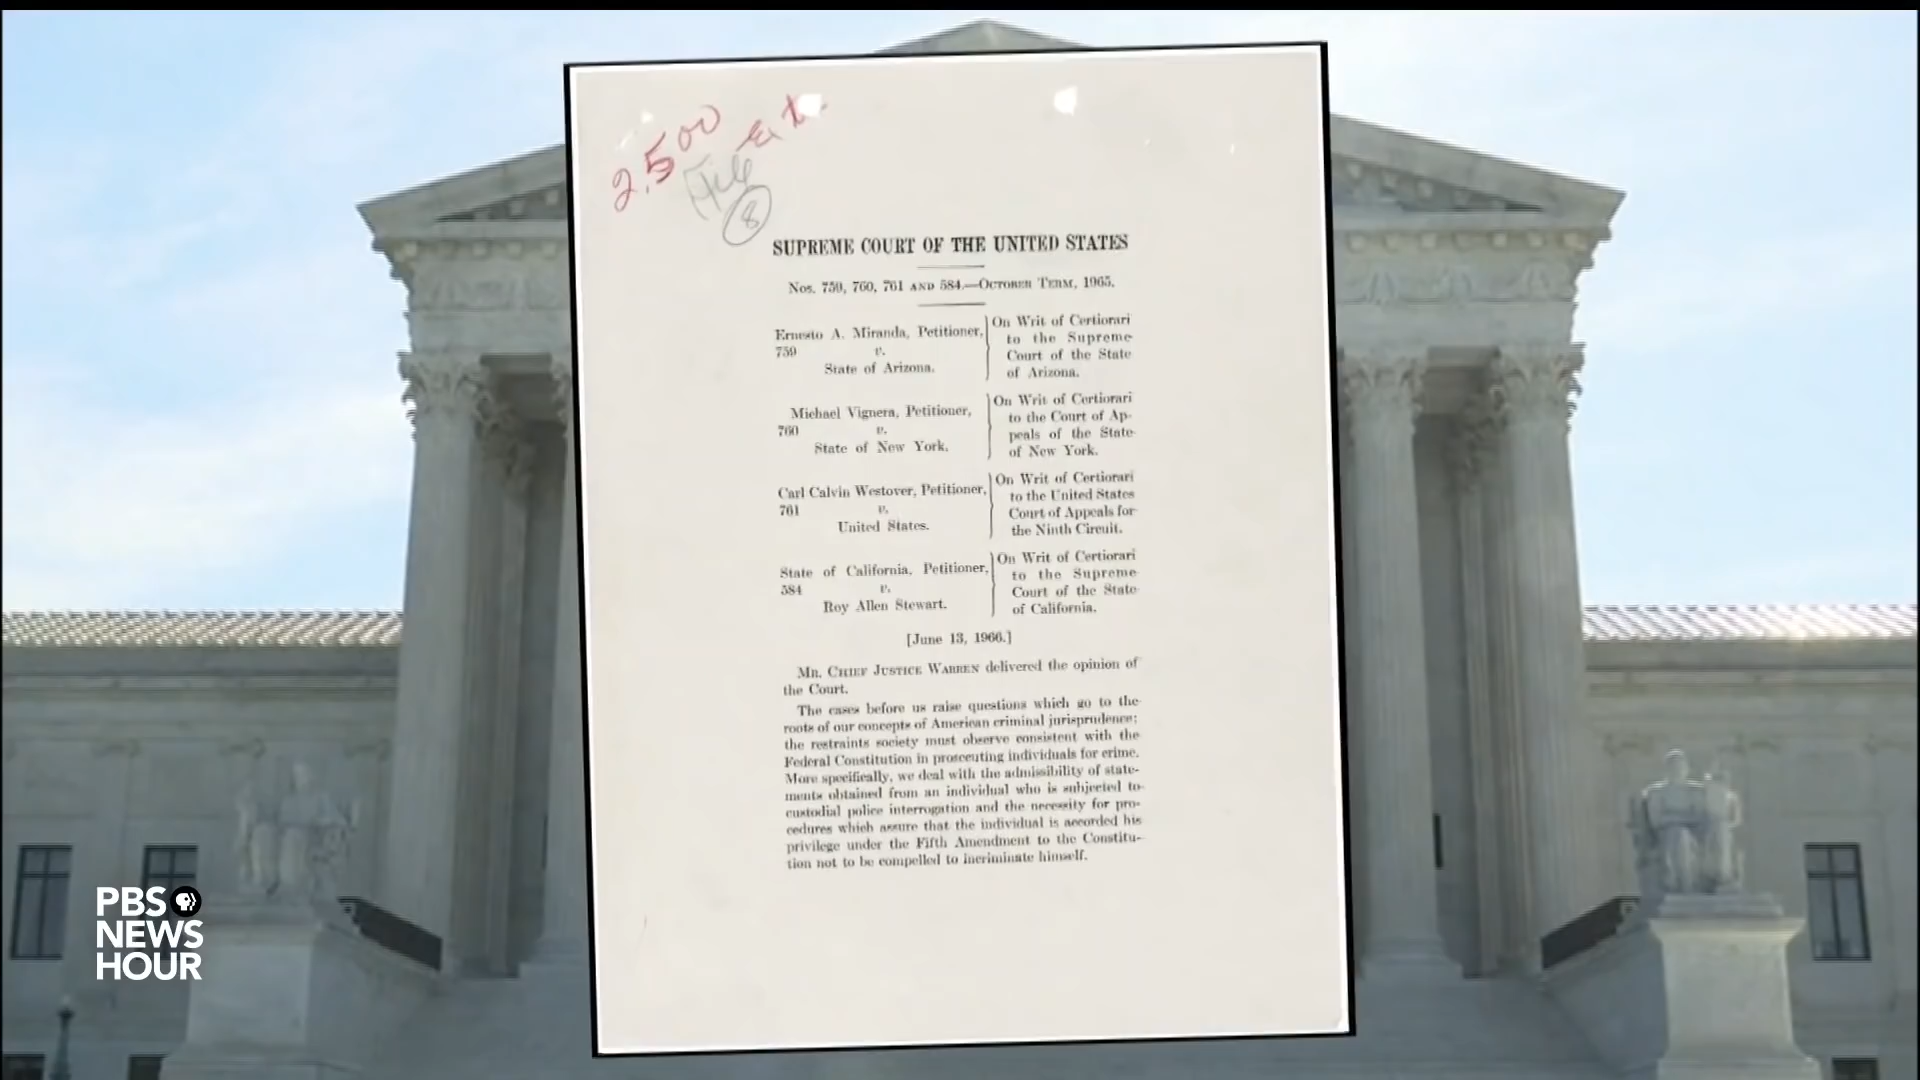 2,500 ext.
File
8
SUPREME COURT OF THE UNITED STATES
Nos. 759, 760, 761 AND 584.—OCTOBER TERM, 1965.
Ernesto A. Miranda, Petitioner,
759 v.
State of Arizona.
On Writ of Certiorari
to the Supreme
Court of the State
of Arizona.
Michael Vignera, Petitioner,
760 v.
State of New York.
On Writ of Certiorari
to the Court of Ap-
peals of the State
of New York.
Carl Calvin Westover, Petitioner,
761 v.
United States.
On Writ of Certiorari
to the United States
Court of Appeals for
the Ninth Circuit.
State of California, Petitioner,
584 v.
Roy Allen Stewart.
On Writ of Certiorari
to the Supreme
Court of the State
of California.
[June 13, 1966.]
MR. CHIEF JUSTICE WARREN delivered the opinion of
the Court.
The cases before us raise questions which go to the
roots of our concepts of American criminal jurisprudence:
the restraints society must observe consistent with the
Federal Constitution in prosecuting individuals for crime.
More specifically, we deal with the admissibility of state-
ments obtained from an individual who is subjected to
custodial police interrogation and the necessity for pro-
cedures which assure that the individual is accorded his
privilege under the Fifth Amendment to the Constitu-
tion not to be compelled to incriminate himself.
PBS
NEWS
HOUR